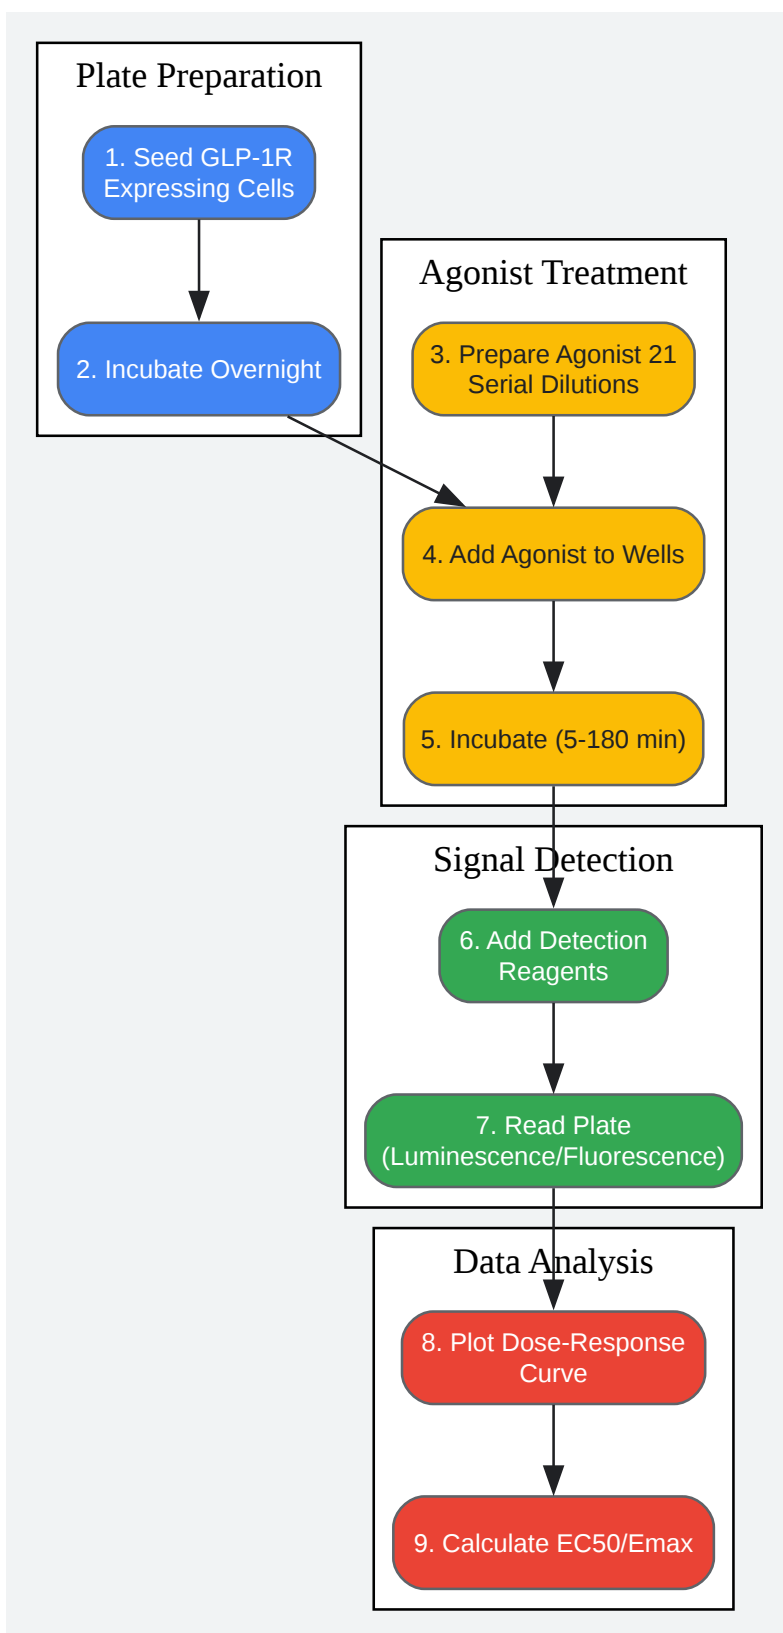 Plate Preparation
1. Seed GLP-1R
Expressing Cells
2. Incubate Overnight
Agonist Treatment
3. Prepare Agonist 21
Serial Dilutions
4. Add Agonist to Wells
5. Incubate (5-180 min)
Signal Detection
6. Add Detection
Reagents
7. Read Plate
(Luminescence/Fluorescence)
Data Analysis
8. Plot Dose-Response
Curve
9. Calculate EC50/Emax